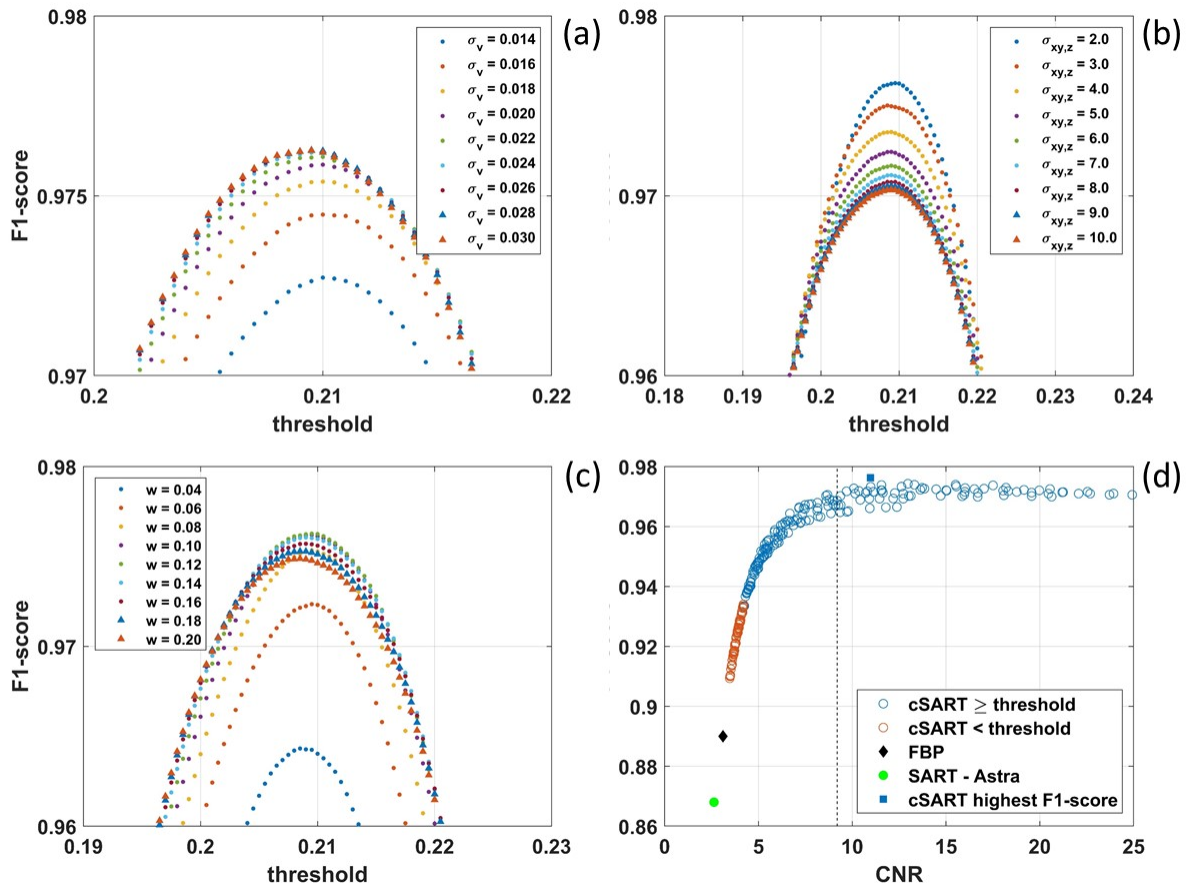 (a)
0.98
0.975
0.97
F1-score
0.2
0.21
0.22
threshold
σv = 0.014
σv = 0.016
σv = 0.018
σv = 0.020
σv = 0.022
σv = 0.024
σv = 0.026
σv = 0.028
σv = 0.030
(b)
0.98
0.97
0.96
0.18
0.19
0.2
0.21
0.22
0.23
0.24
threshold
σxy,z = 2.0
σxy,z = 3.0
σxy,z = 4.0
σxy,z = 5.0
σxy,z = 6.0
σxy,z = 7.0
σxy,z = 8.0
σxy,z = 9.0
σxy,z = 10.0
(c)
0.98
0.97
0.96
F1-score
0.19
0.2
0.21
0.22
0.23
threshold
w = 0.04
w = 0.06
w = 0.08
w = 0.10
w = 0.12
w = 0.14
w = 0.16
w = 0.18
w = 0.20
(d)
0.98
0.96
0.94
0.92
0.9
0.88
0.86
0
5
10
15
20
25
CNR
cSART ≥ threshold
cSART < threshold
FBP
SART - Astra
cSART highest F1-score